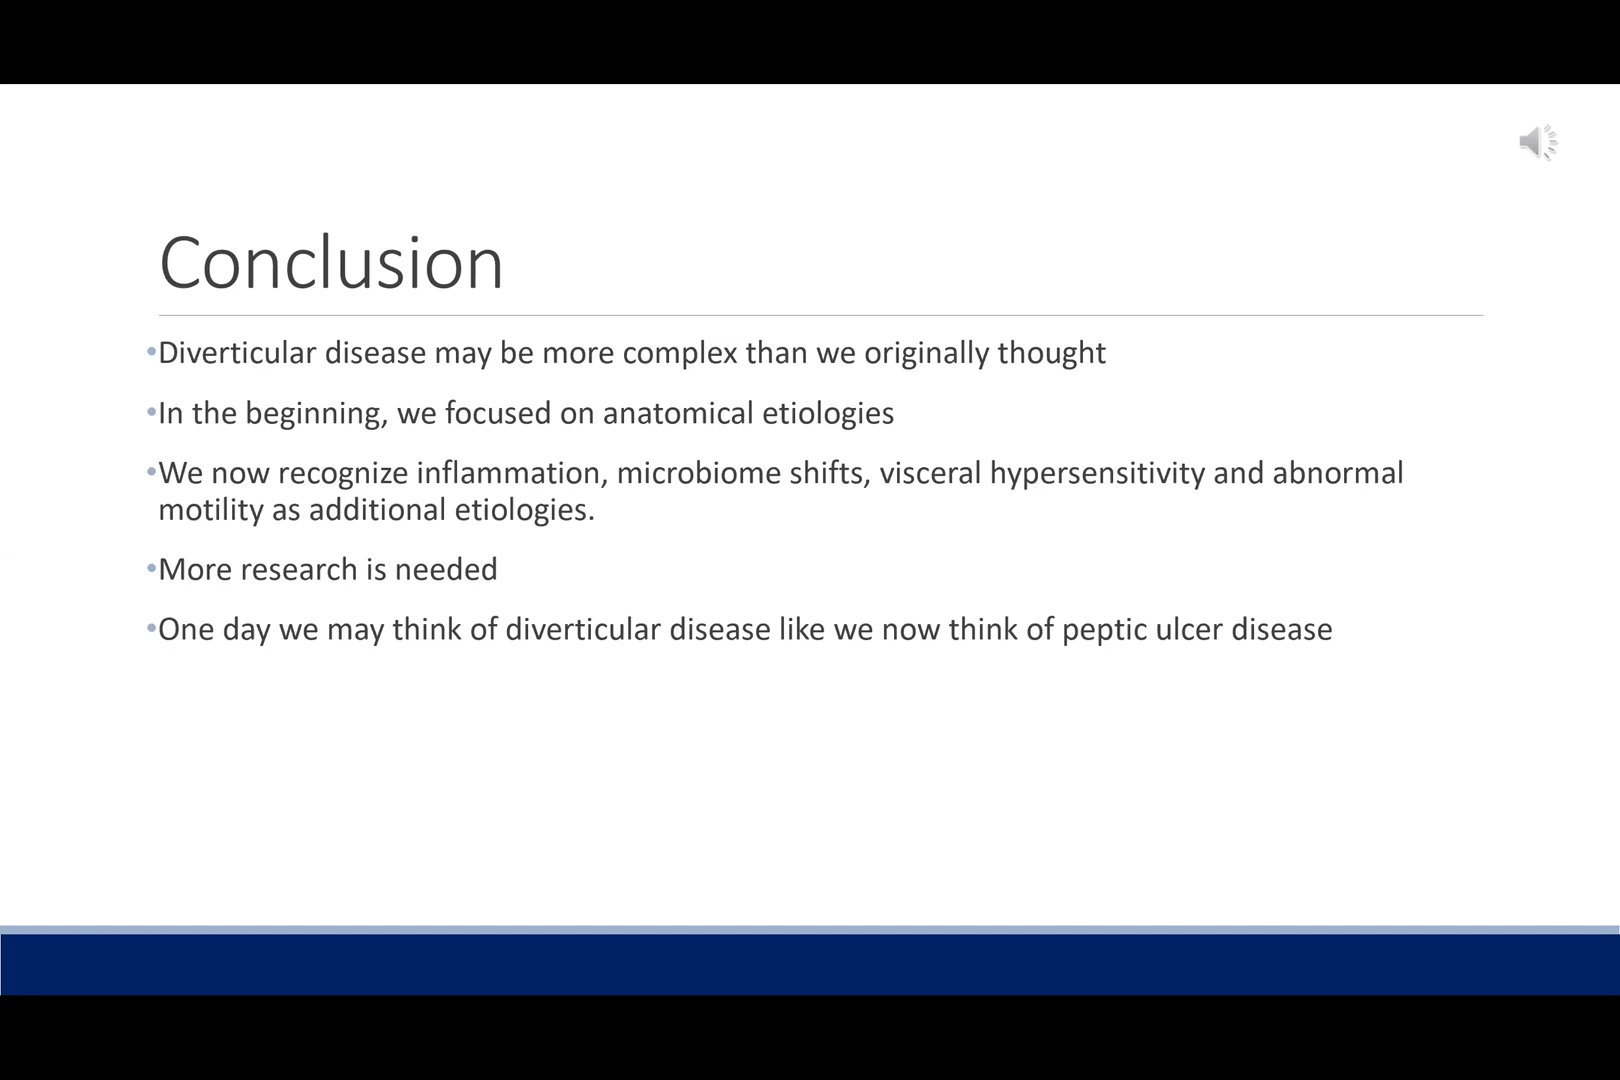 Conclusion
•Diverticular disease may be more complex than we originally thought
•In the beginning, we focused on anatomical etiologies
•We now recognize inflammation, microbiome shifts, visceral hypersensitivity and abnormal
motility as additional etiologies.
•More research is needed
•One day we may think of diverticular disease like we now think of peptic ulcer disease